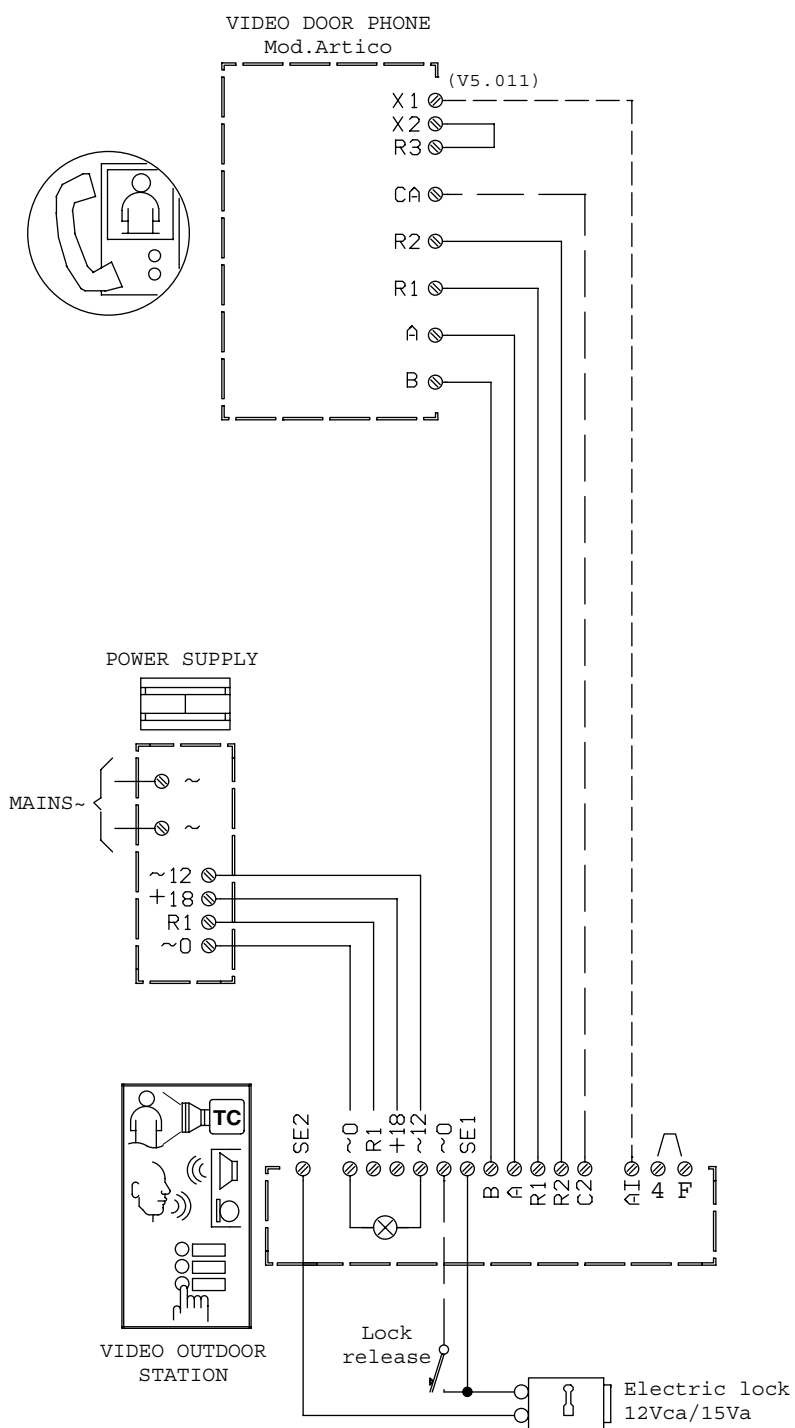 VIDEO DOOR PHONE
Mod.Artico
(V5.011)
X1
X2
R3
CA
R2
R1
A
B
POWER SUPPLY
MAINS~
~
~
~12
+18
R1
~0
TC
SE2
~0
R1
+18
~12
~0
SE1
B
A
R1
R2
C2
AI
4
F
VIDEO OUTDOOR
STATION
Lock
release
Electric lock
12Vca/15Va